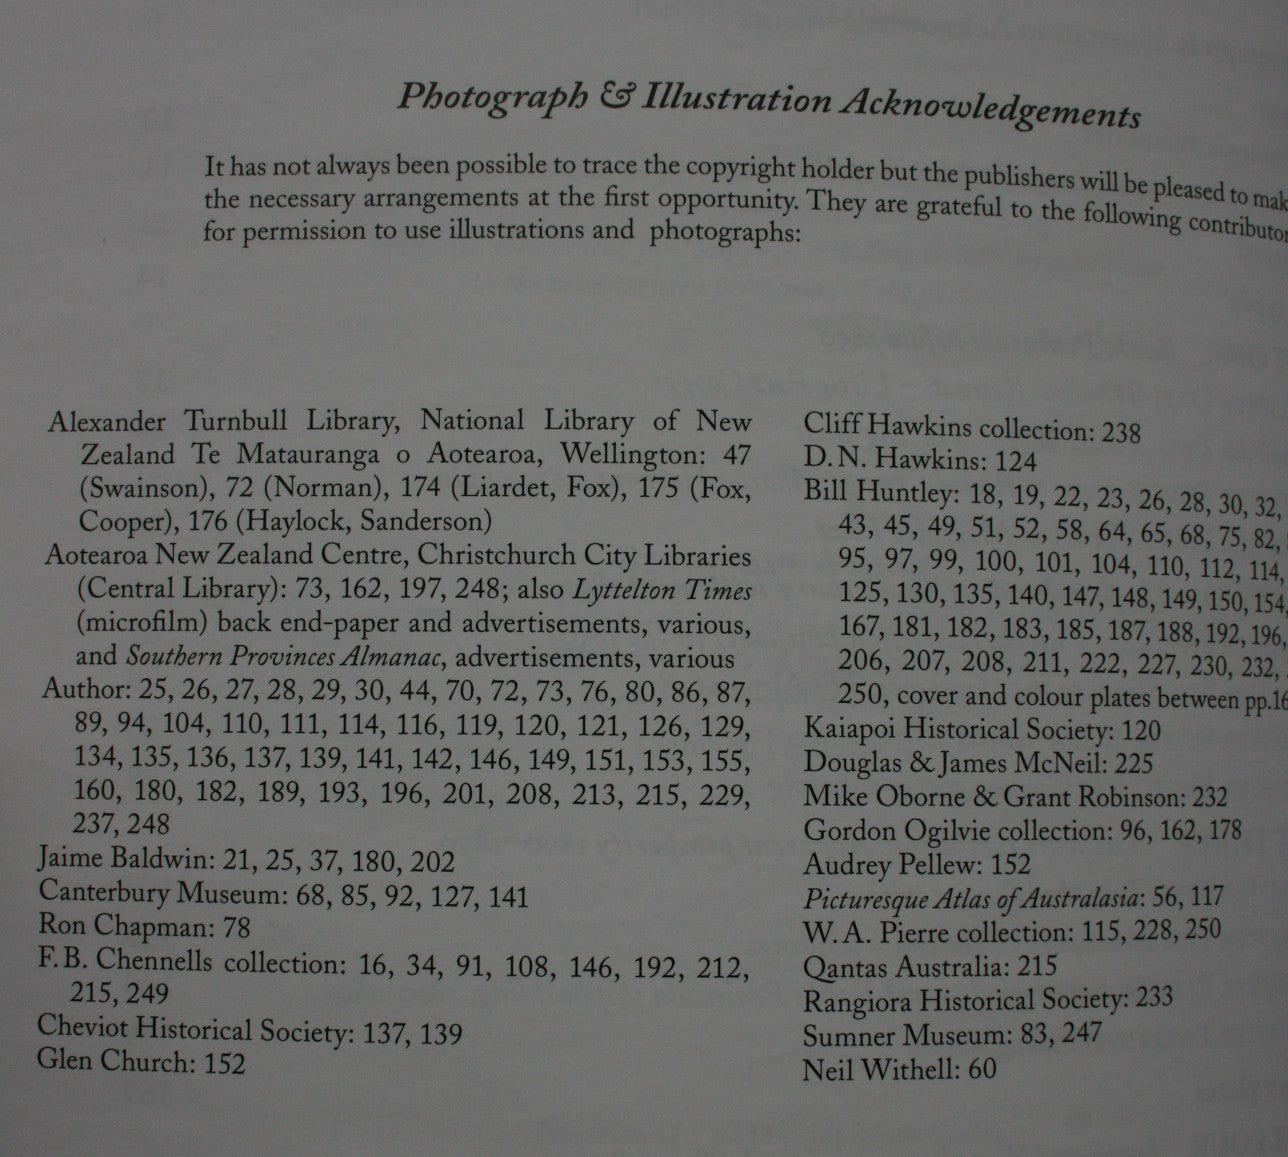 Photograph & Illustration Acknowledgements
It has not always been possible to trace the copyright holder but the publishers will be pleased to mak
the necessary arrangements at the first opportunity. They are grateful to the following contributor
for permission to use illustrations and photographs:
Alexander Turnbull Library, National Library of New
Zealand Te Matauranga o Aotearoa, Wellington: 47
(Swainson), 72 (Norman), 174 (Liardet, Fox), 175 (Fox,
Cooper), 176 (Haylock, Sanderson)
Aotearoa New Zealand Centre, Christchurch City Libraries
(Central Library): 73, 162, 197, 248; also Lyttelton Times
(microfilm) back end-paper and advertisements, various,
and Southern Provinces Almanac, advertisements, various
Author: 25, 26, 27, 28, 29, 30, 44, 70, 72, 73, 76, 80, 86, 87,
89, 94, 104, 110, 111, 114, 116, 119, 120, 121, 126, 129,
134, 135, 136, 137, 139, 141, 142, 146, 149, 151, 153, 155,
160, 180, 182, 189, 193, 196, 201, 208, 213, 215, 229,
237, 248
Jaime Baldwin: 21, 25, 37, 180, 202
Canterbury Museum: 68, 85, 92, 127, 141
Ron Chapman: 78
F.B. Chennells collection: 16, 34, 91, 108, 146, 192, 212,
215, 249
Cheviot Historical Society: 137, 139
Glen Church: 152
Cliff Hawkins collection: 238
D.N. Hawkins: 124
Bill Huntley: 18, 19, 22, 23, 26, 28, 30, 32,
43, 45, 49, 51, 52, 58, 64, 65, 68, 75, 82,
95, 97, 99, 100, 101, 104, 110, 112, 114,
125, 130, 135, 140, 147, 148, 149, 150, 154,
167, 181, 182, 183, 185, 187, 188, 192, 196,
206, 207, 208, 211, 222, 227, 230, 232,
250, cover and colour plates between pp.16
Kaiapoi Historical Society: 120
Douglas & James McNeil: 225
Mike Oborne & Grant Robinson: 232
Gordon Ogilvie collection: 96, 162, 178
Audrey Pellew: 152
Picturesque Atlas of Australasia: 56, 117
W.A. Pierre collection: 115, 228, 250
Qantas Australia: 215
Rangiora Historical Society: 233
Sumner Museum: 83, 247
Neil Withell: 60